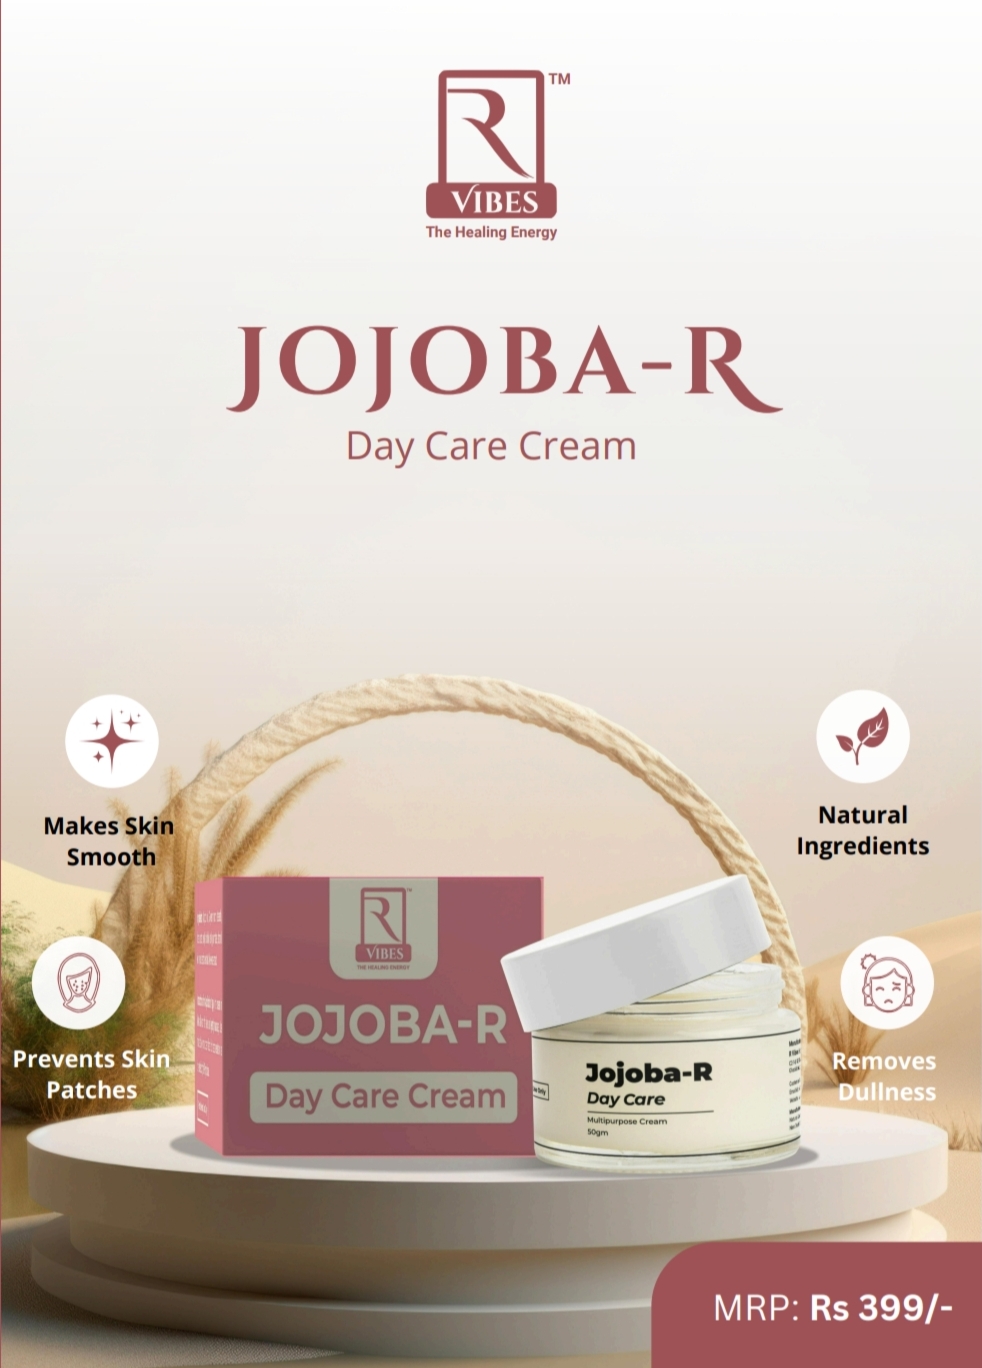 R
TM
VIBES
The Healing Energy
JOJOBA-R
Day Care Cream
Makes Skin
Smooth
Natural
Ingredients
Prevents Skin
Patches
Removes
Dullness
R
VIBES
THE HEALING ENERGY
JOJOBA-R
Day Care Cream
Jojoba-R
Day Care
Multipurpose Cream
50gm
MRP: Rs 399/-